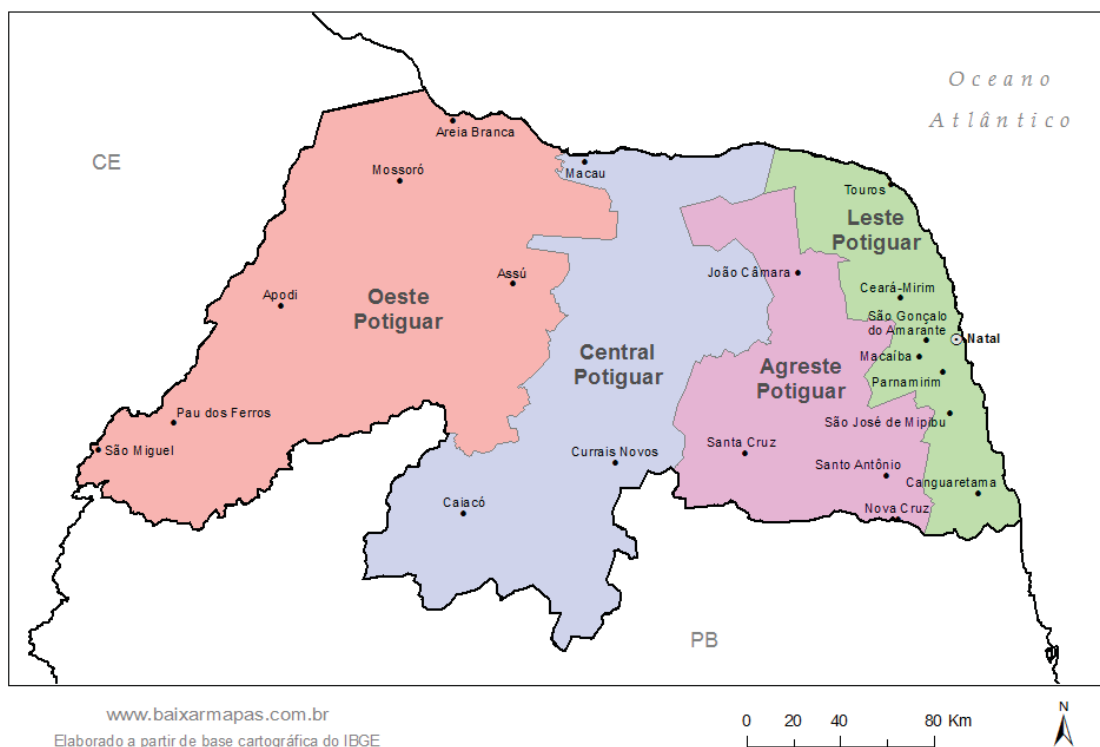 Oceano
Atlântico
CE
Areia Branca
Macau
Mossoró
Touros
Leste
Potiguar
João Câmara
Assú
Apodi
Oeste
Potiguar
Ceará-Mirim
São Gonçalo
do Amarante
Natal
Central
Potiguar
Agreste
Potiguar
Macaíba
Parnamirim
Pau dos Ferros
São José de Mipibu
São Miguel
Currais Novos
Santa Cruz
Santo Antônio
Canguaretama
Caiacó
Nova Cruz
PB
www.baixarmapas.com.br
Elaborado a partir de base cartográfica do IBGE
0 20 40 80 Km
N